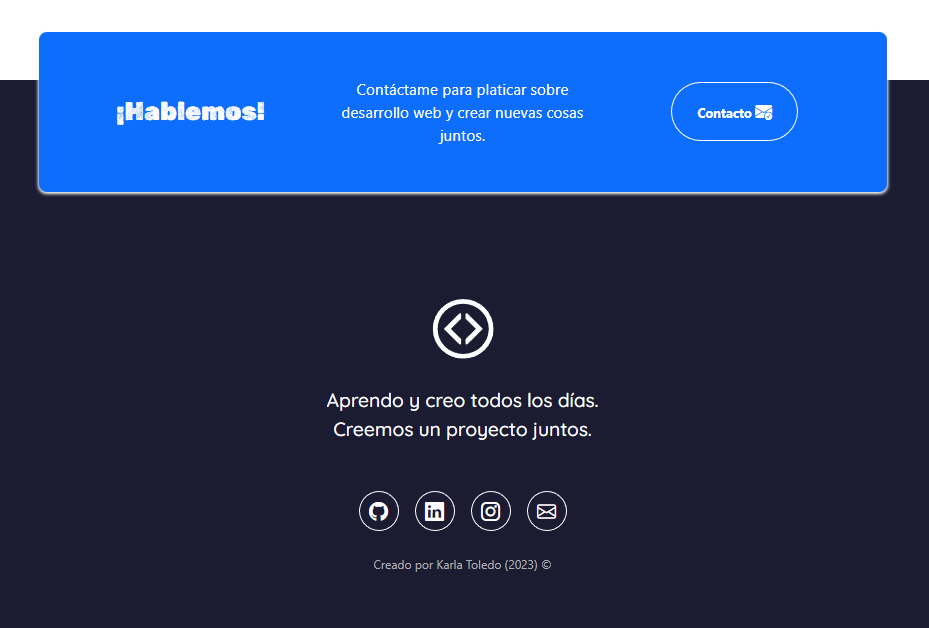 ¡Hablemos!
Contáctame para platicar sobre
desarrollo web y crear nuevas cosas
juntos.
Contacto
Aprendo y creo todos los días.
Creemos un proyecto juntos.
Creado por Karla Toledo (2023) ©